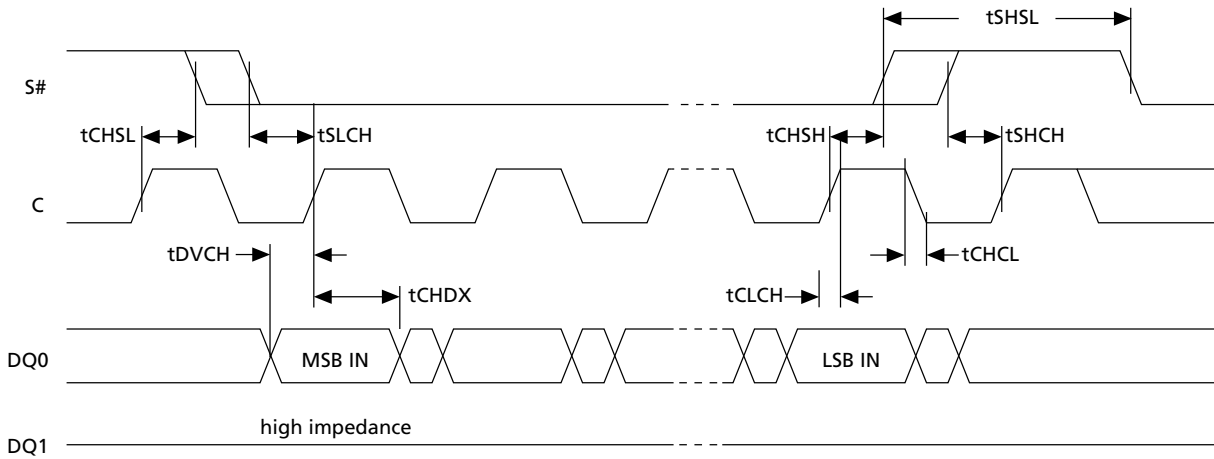 tSHSL
S#
tCHSL
tSLCH
tCHSH
tSHCH
C
tDVCH
tCHCL
tCHDX
tCLCH
DQ0
MSB IN
LSB IN
high impedance
DQ1